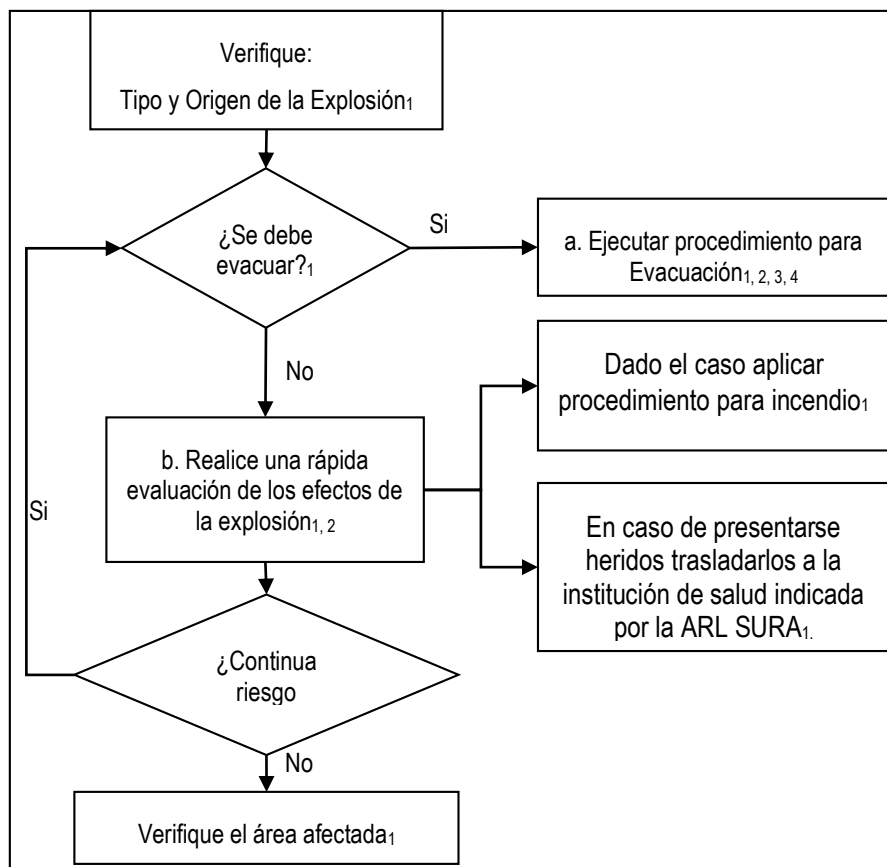 Verifique:
Tipo y Origen de la Explosión1
¿Se debe
evacuar?1
Si
a. Ejecutar procedimiento para
Evacuación1, 2, 3, 4
No
Dado el caso aplicar
procedimiento para incendio1
b. Realice una rápida
evaluación de los efectos de
la explosión1, 2
Si
En caso de presentarse
heridos trasladarlos a la
institución de salud indicada
por la ARL SURA1.
¿Continua
riesgo
No
Verifique el área afectada1